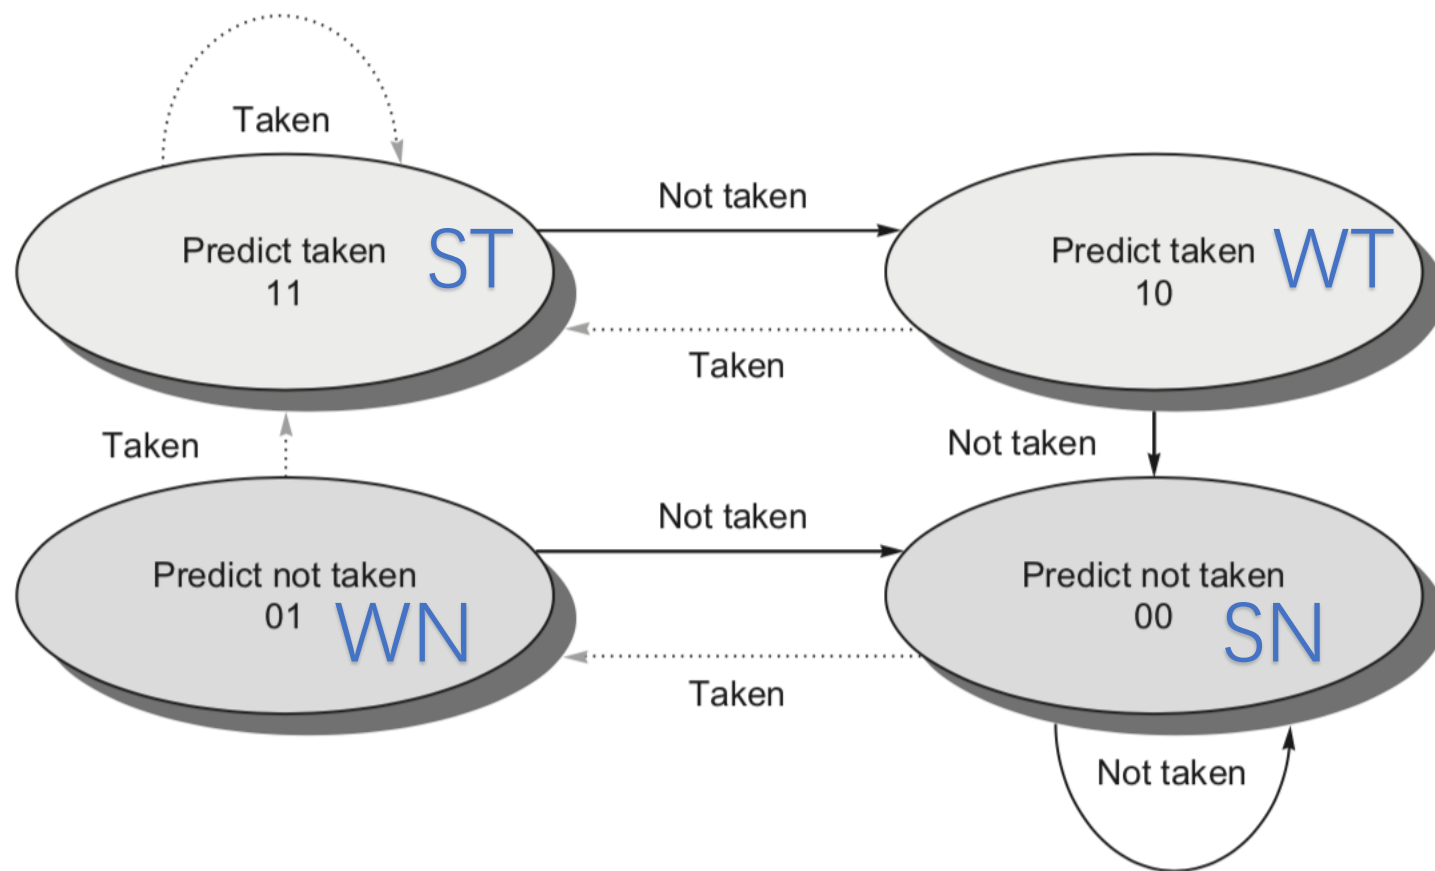 Taken
Not taken
Predict taken
11
ST
Predict taken
10
WT
Taken
Taken
Not taken
Not taken
Predict not taken
01
WN
Predict not taken
00
SN
Taken
Not taken